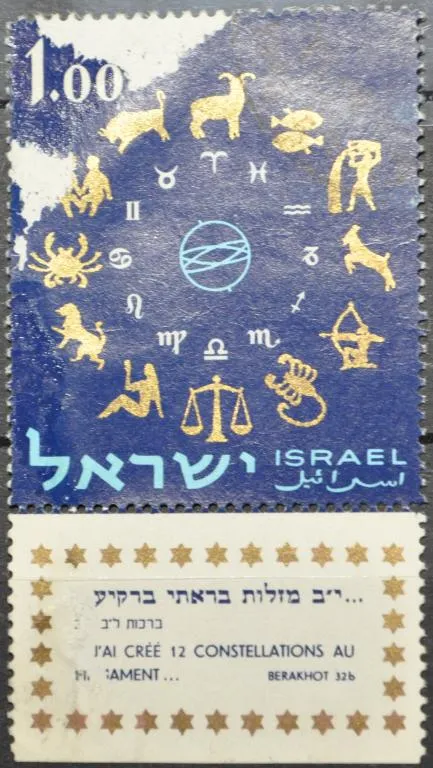 1.00
ISRAEL
ישראל اسرائيل
...י״ב מזלות בראתי ברקיע
ברכות ל״ב
J'AI CRÉÉ 12 CONSTELLATIONS AU
... BERAKHOT 32b